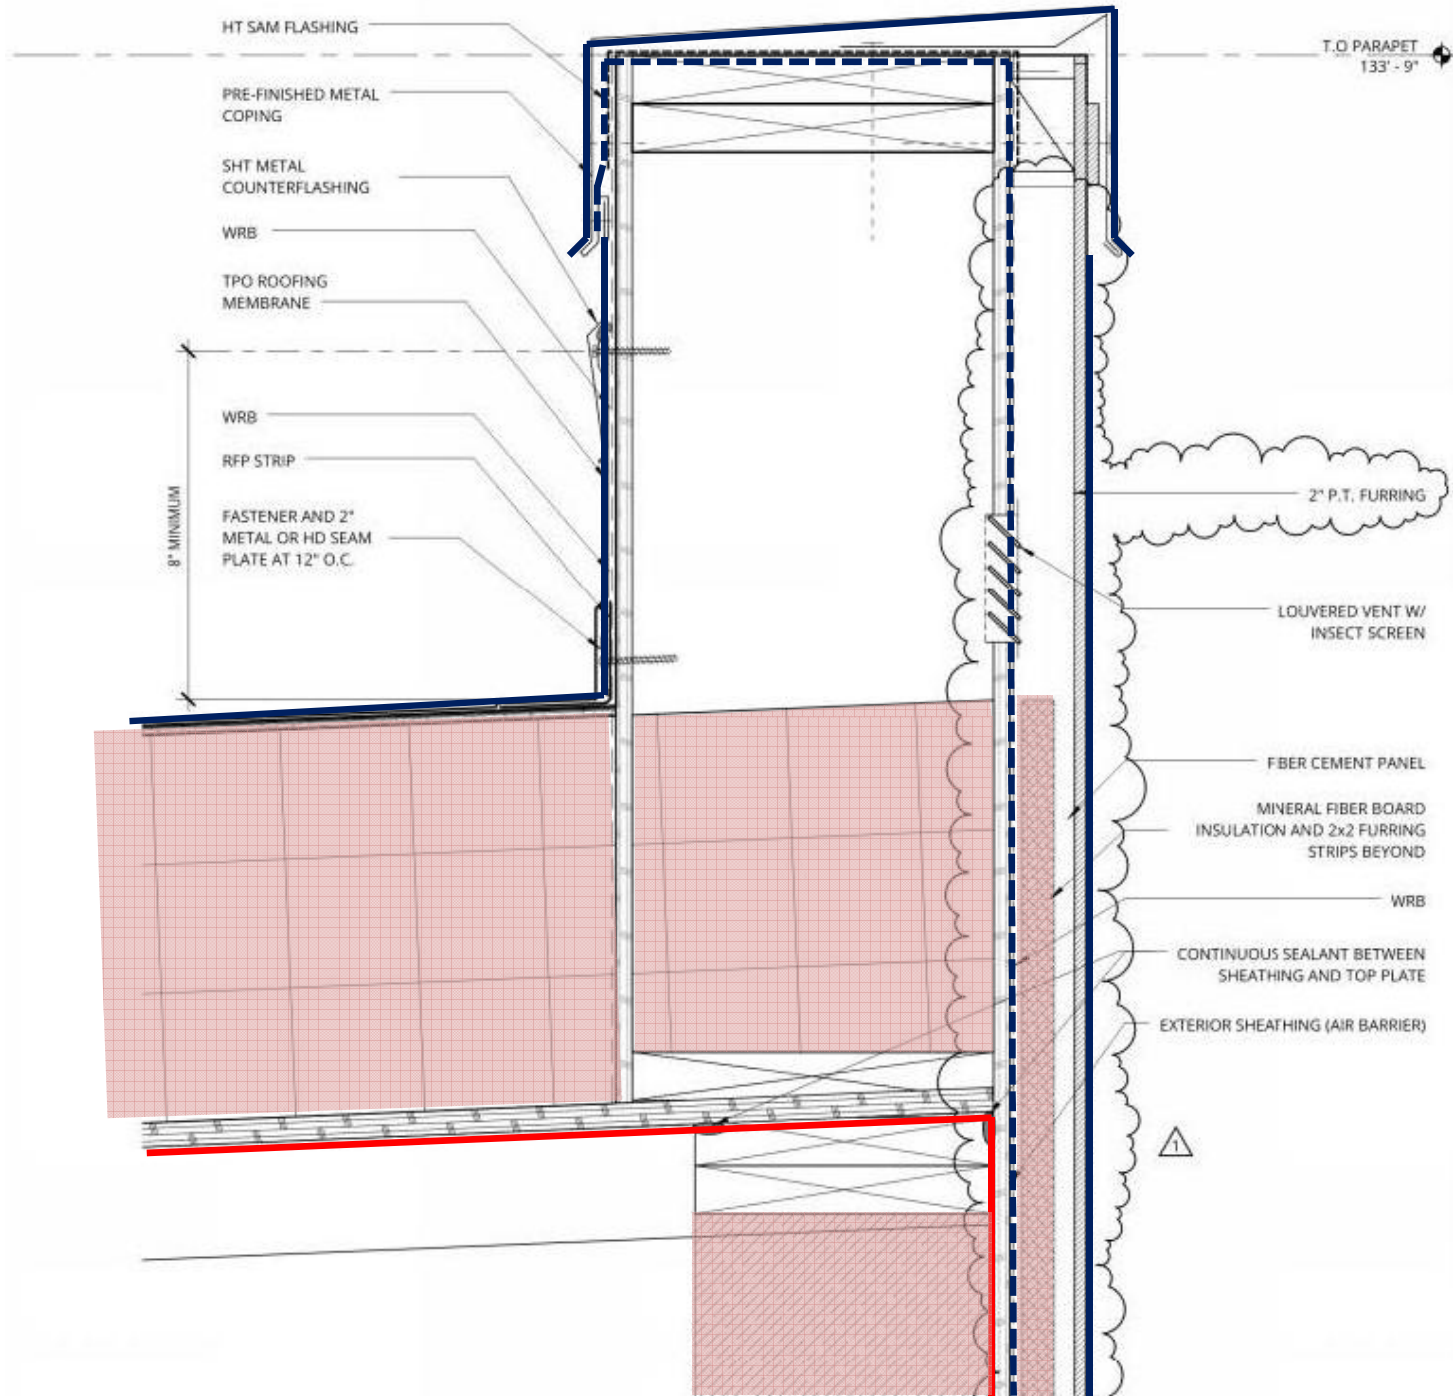 HT SAM FLASHING
PRE-FINISHED METAL
COPING
SHT METAL
COUNTERFLASHING
WRB
TPO ROOFING
MEMBRANE
WRB
RFP STRIP
FASTENER AND 2"
METAL OR HD SEAM
PLATE AT 12" O.C.
8" MINIMUM
T.O PARAPET
133' - 9"
2" P.T. FURRING
LOUVERED VENT W/
INSECT SCREEN
FBER CEMENT PANEL
MINERAL FIBER BOARD
INSULATION AND 2x2 FURRING
STRIPS BEYOND
WRB
CONTINUOUS SEALANT BETWEEN
SHEATHING AND TOP PLATE
EXTERIOR SHEATHING (AIR BARRIER)
1